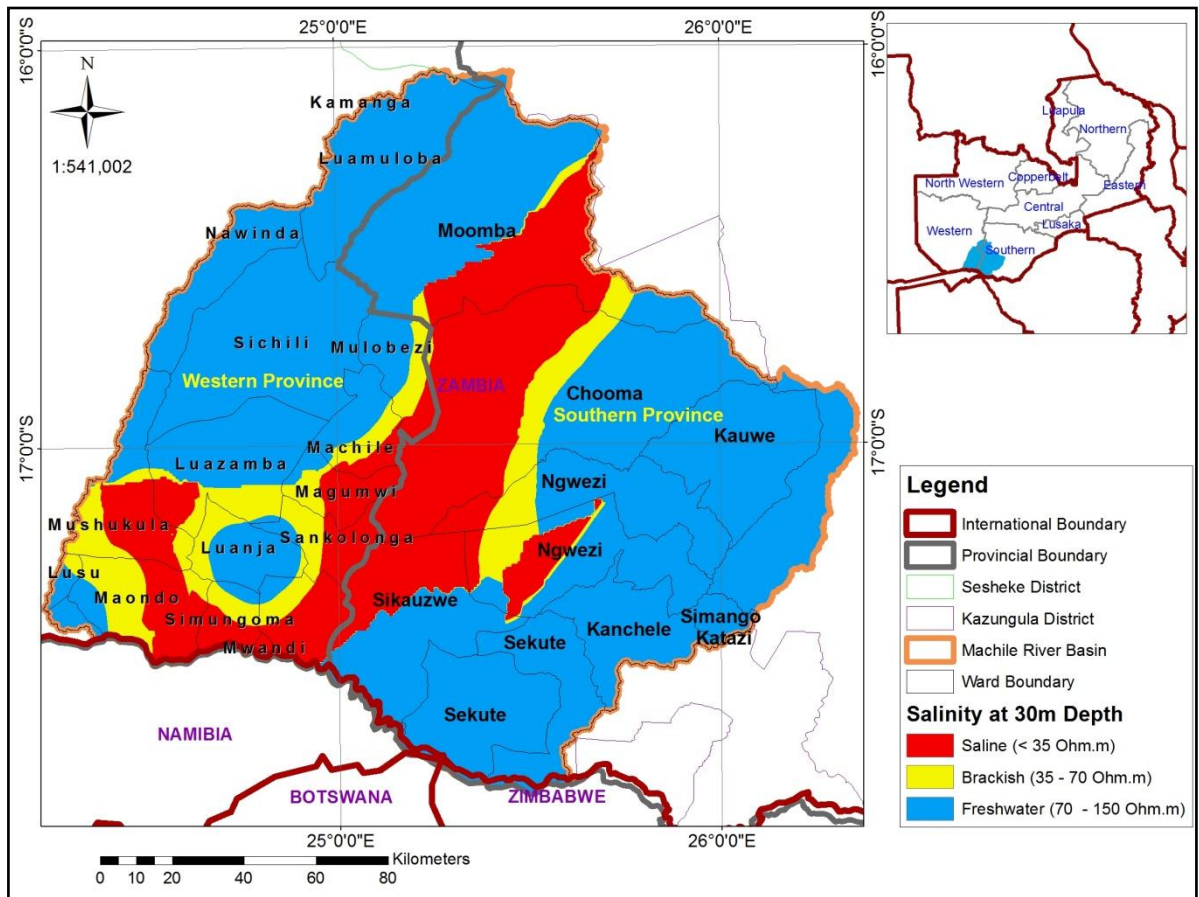 25°0'0"E
26°0'0"E
16°0'0"S
N
1:541,002
Kamanga
Luamuloba
Nawinda
Moomba
Sichili
Mulobezi
Western Province
ZAMBIA
Chooma
Southern Province
Kauwe
17°0'0"S
17°0'0"S
Machile
Luazamba
Magumwi
Ngwezi
Mushukula
Sankolonga
Luanja
Ngwezi
Lusu
Maondo
Sikauzwe
Simungoma
Kanchele
Simango
Katazi
Sekute
Mwandi
Sekute
NAMIBIA
BOTSWANA
ZIMBABWE
25°0'0"E
26°0'0"E
Kilometers
0 10 20 40 60 80
16°0'0"S
Luapula
Northern
North Western
Copperbelt
Eastern
Central
Western
Lusaka
Southern
Legend
International Boundary
Provincial Boundary
Sesheke District
Kazungula District
Machile River Basin
Ward Boundary
Salinity at 30m Depth
Saline (< 35 Ohm.m)
Brackish (35 - 70 Ohm.m)
Freshwater (70 - 150 Ohm.m)